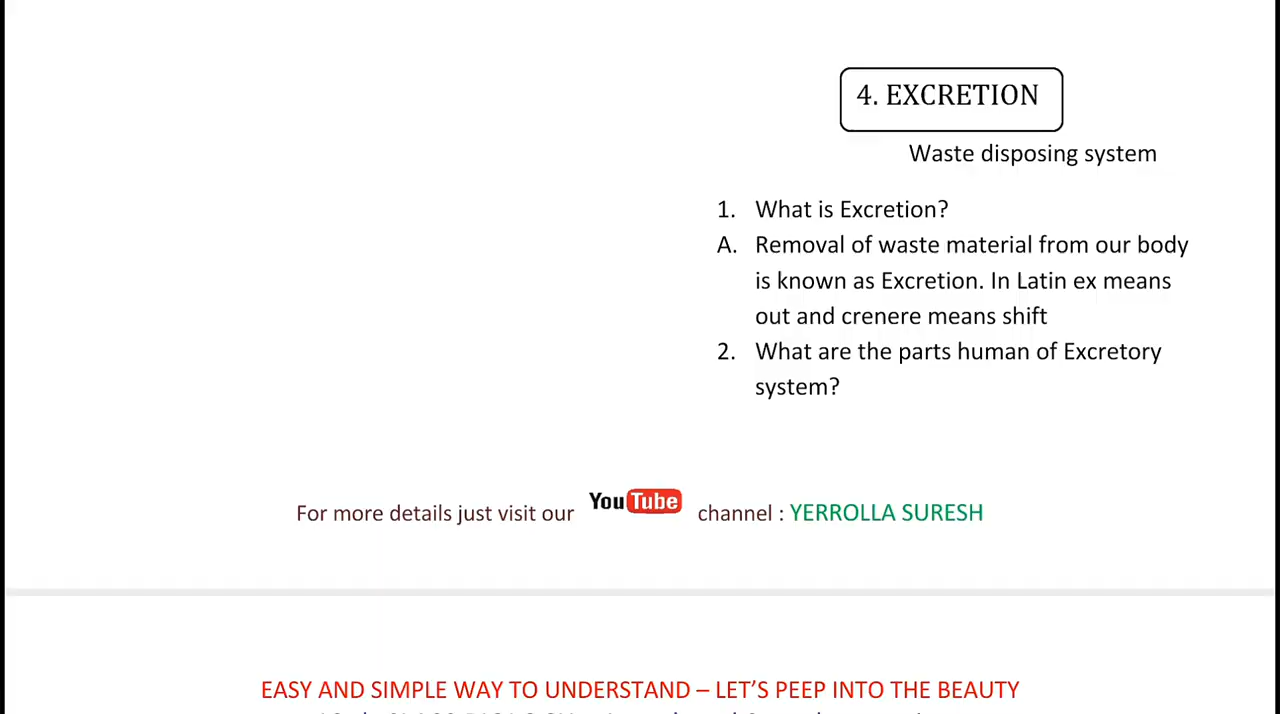 4. EXCRETION
Waste disposing system
1. What is Excretion?
A. Removal of waste material from our body
is known as Excretion. In Latin ex means
out and crenere means shift
2. What are the parts human of Excretory
system?
For more details just visit our YouTube channel : YERROLLA SURESH
EASY AND SIMPLE WAY TO UNDERSTAND – LET’S PEEP INTO THE BEAUTY